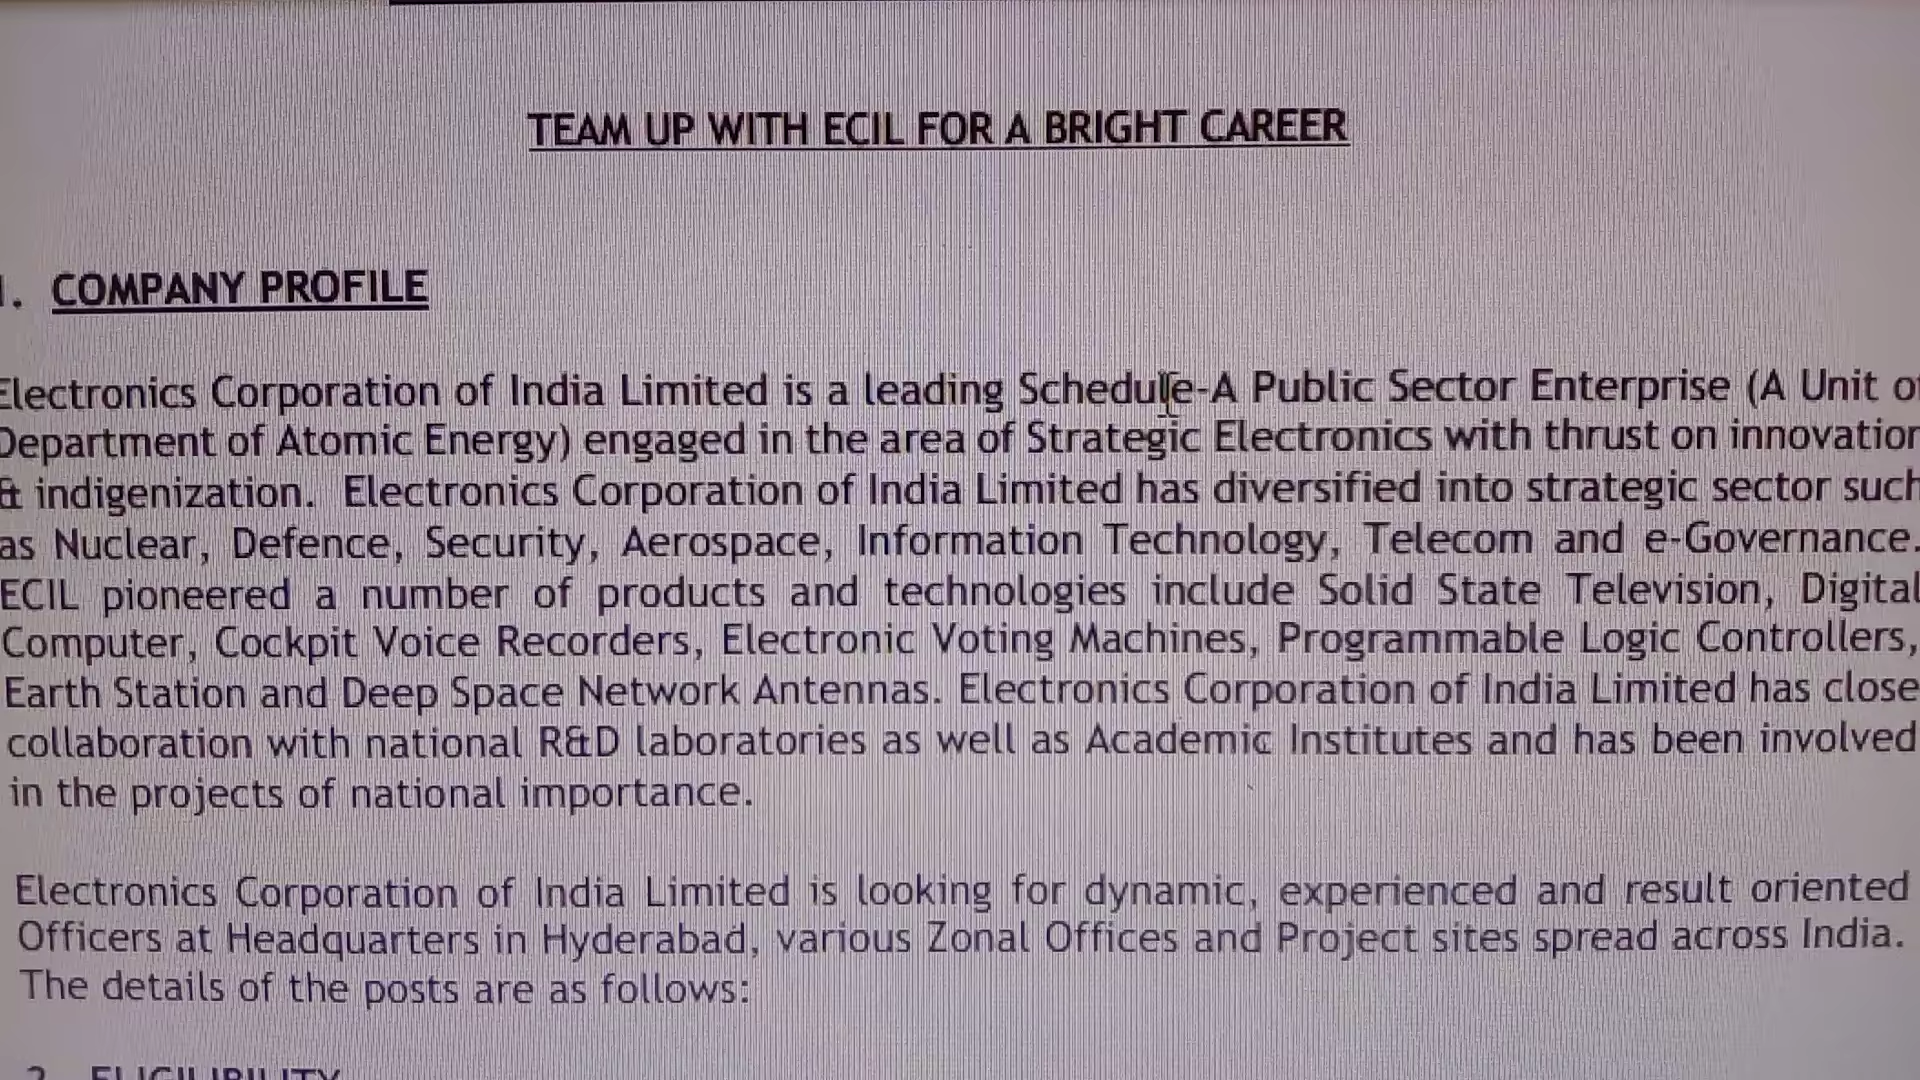 TEAM UP WITH ECIL FOR A BRIGHT CAREER
1. COMPANY PROFILE
Electronics Corporation of India Limited is a leading Schedule-A Public Sector Enterprise (A Unit of
Department of Atomic Energy) engaged in the area of Strategic Electronics with thrust on innovation
& indigenization. Electronics Corporation of India Limited has diversified into strategic sector such
as Nuclear, Defence, Security, Aerospace, Information Technology, Telecom and e-Governance.
ECIL pioneered a number of products and technologies include Solid State Television, Digital
Computer, Cockpit Voice Recorders, Electronic Voting Machines, Programmable Logic Controllers,
Earth Station and Deep Space Network Antennas. Electronics Corporation of India Limited has close
collaboration with national R&D laboratories as well as Academic Institutes and has been involved
in the projects of national importance.
Electronics Corporation of India Limited is looking for dynamic, experienced and result oriented
Officers at Headquarters in Hyderabad, various Zonal Offices and Project sites spread across India.
The details of the posts are as follows: